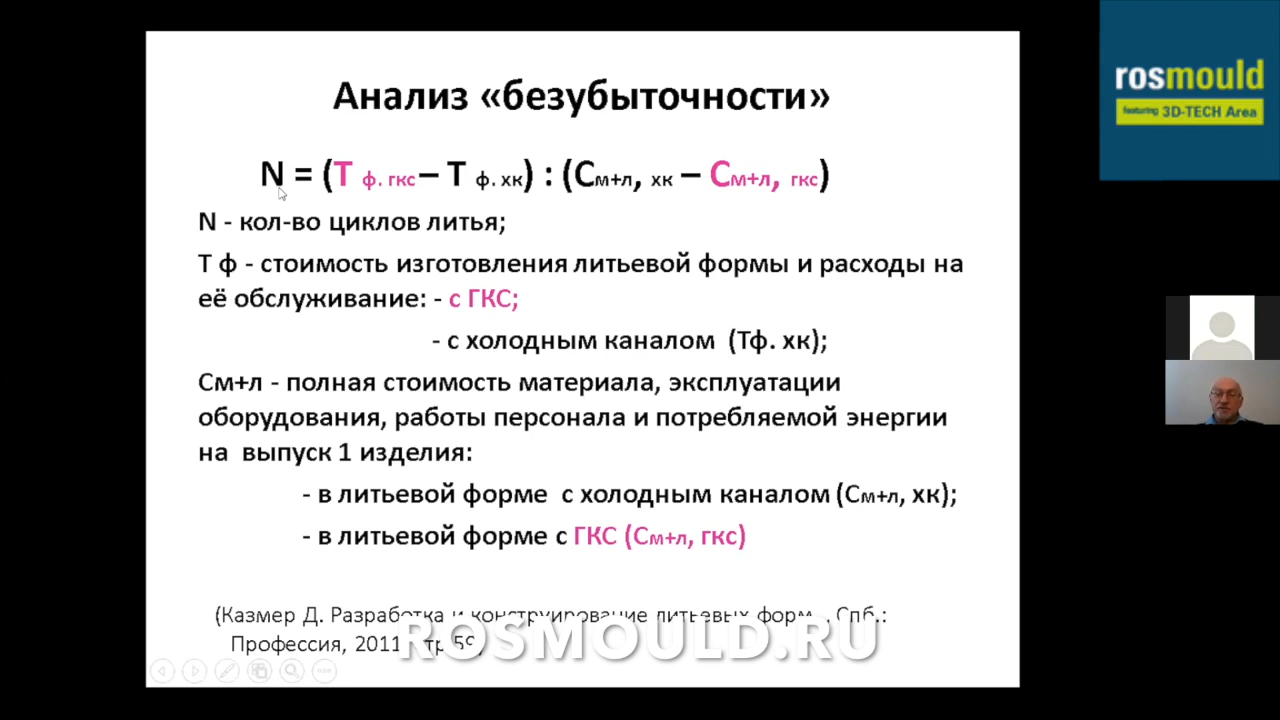 Анализ «безубыточности»
N = (Т ф. гкс – Т ф. хк) : (См+л, хк – См+л, гкс)
N - кол-во циклов литья;
Т ф - стоимость изготовления литьевой формы и расходы на
её обслуживание: - с ГКС;
- с холодным каналом (Тф. хк);
См+л - полная стоимость материала, эксплуатации
оборудования, работы персонала и потребляемой энергии
на выпуск 1 изделия:
- в литьевой форме с холодным каналом (См+л, хк);
- в литьевой форме с ГКС (См+л, гкс)
(Казмер Д. Разработка и конструирование литьевых форм. Спб.:
Профессия, 2011 стр 59)
ROSMOULD.RU
rosmould
featuring 3D-TECH Area